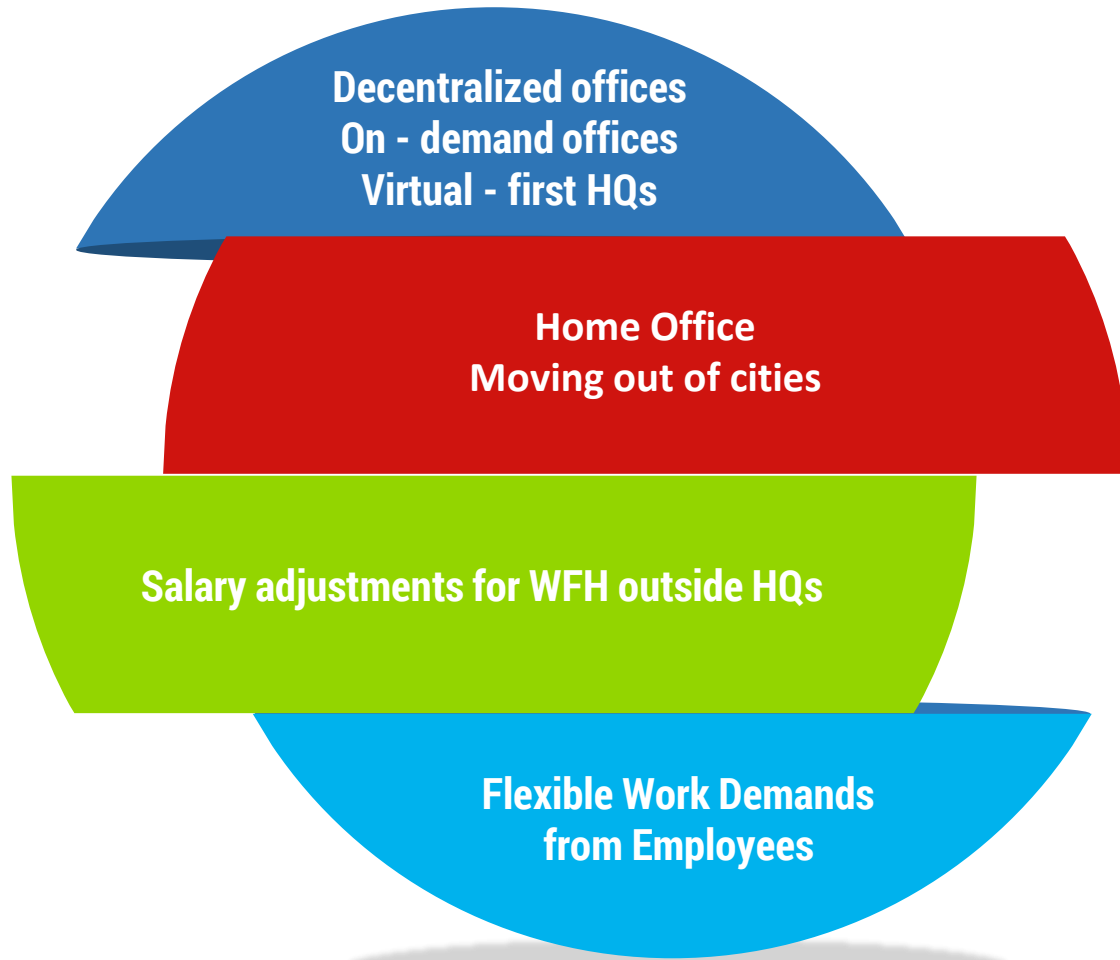 Decentralized offices
On - demand offices
Virtual - first HQs
Home Office
Moving out of cities
Salary adjustments for WFH outside HQs
Flexible Work Demands
from Employees